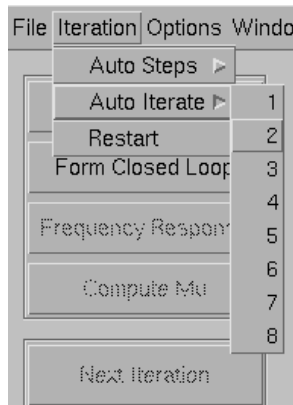 File Iteration Options Windo
Auto Steps
Auto Iterate
Restart
1
2
3
4
5
6
7
8
Form Closed Loop
Frequency Respon
Compute Mu
Next Iteration